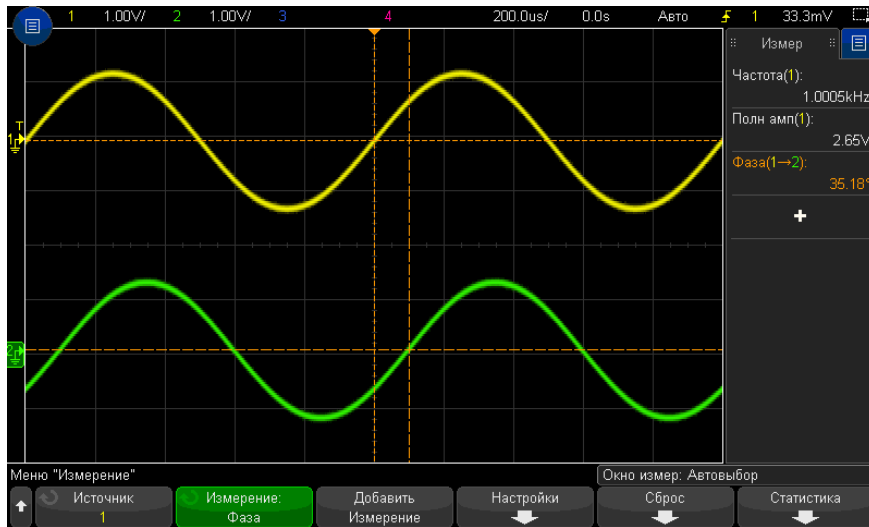 1 1.00V/ 2 1.00V/ 3 4 200.0us/ 0.0s Авто 1 33.3mV
Измер
Частота(1):
1.0005kHz
Полн амп(1):
2.65V
Фаза(1→2):
35.18°
T
1
2
Меню "Измерение"
Окно измер: Автовыбор
Источник
1
Измерение:
Фаза
Добавить
Измерение
Настройки
Сброс
Статистика